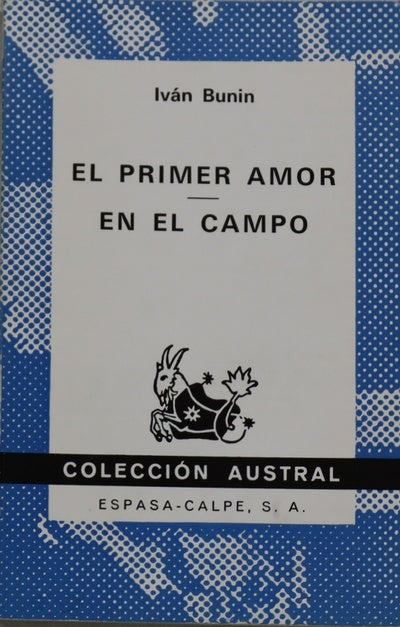 Iván Bunin
EL PRIMER AMOR
EN EL CAMPO
COLECCIÓN AUSTRAL
ESPASA-CALPE, S. A.